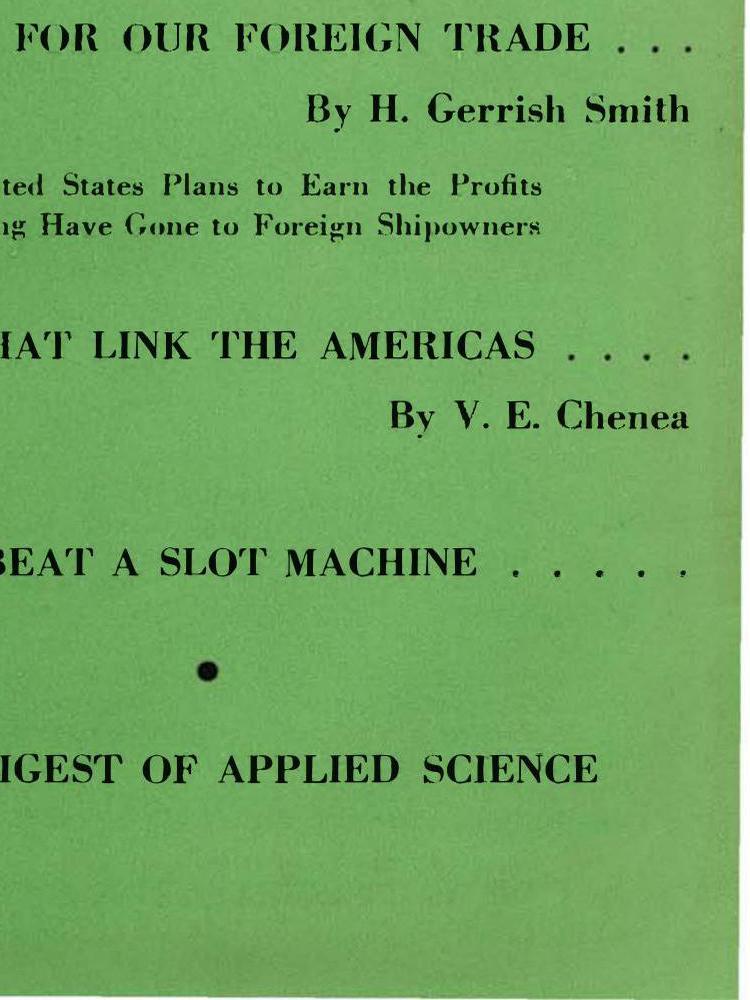 FOR OUR FOREIGN TRADE . . .
By H. Gerrish Smith
ted States Plans to Earn the Profits
ng Have Gone to Foreign Shipowners
HAT LINK THE AMERICAS . . . .
By V. E. Chenea
BEAT A SLOT MACHINE . . . . .
IGEST OF APPLIED SCIENCE